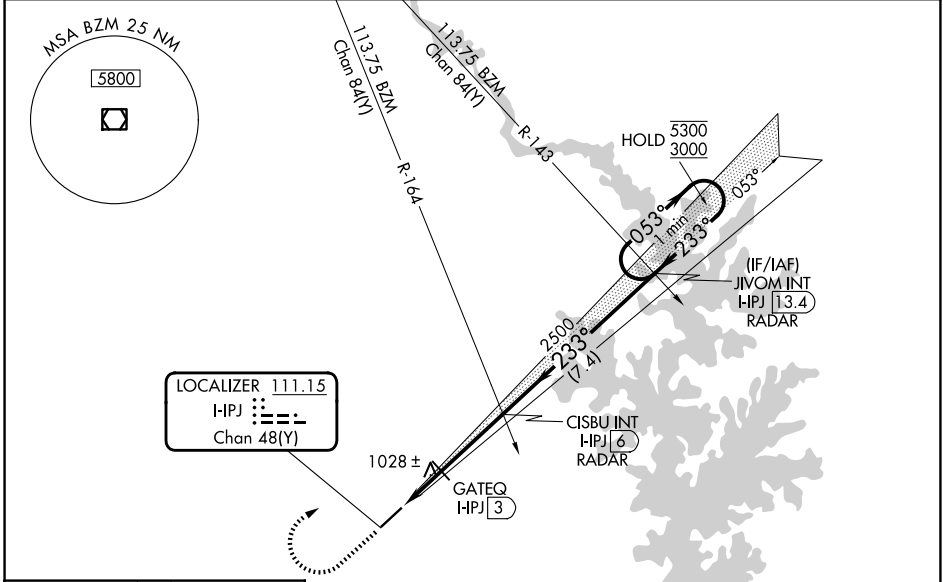 MSA BZM 25 NM
5800
113.75 BZM
Chan 84(Y)
R-164
113.75 BZM
Chan 84(Y)
R-143
HOLD 5300
3000
053°
1 min
233°
053°
(IF/IAF)
JIVOM INT
I-IPJ 13.4
RADAR
2500
233°
(7.4)
LOCALIZER 111.15
I-IPJ
Chan 48(Y)
CISBU INT
I-IPJ 6
RADAR
1028 ±
GATEQ
I-IPJ 3